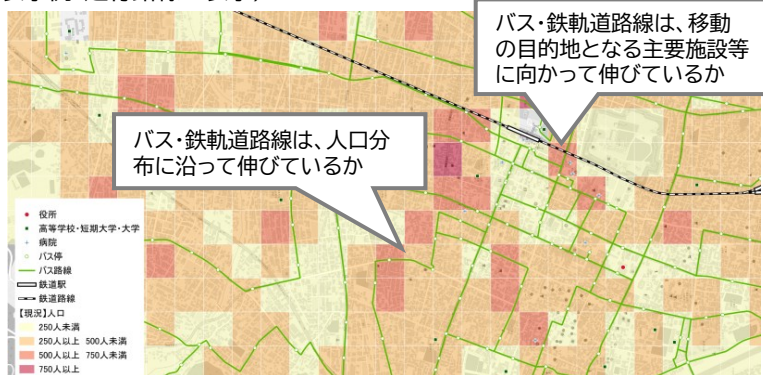 バス・鉄軌道路線は、移動
の目的地となる主要施設等
に向かって伸びているか
バス・鉄軌道路線は、人口分
布に沿って伸びているか
役所
高等学校・短期大学・大学
病院
バス停
バス路線
鉄道駅
鉄道路線
【現況】人口
250人未満
250人以上 500人未満
500人以上 750人未満
750人以上